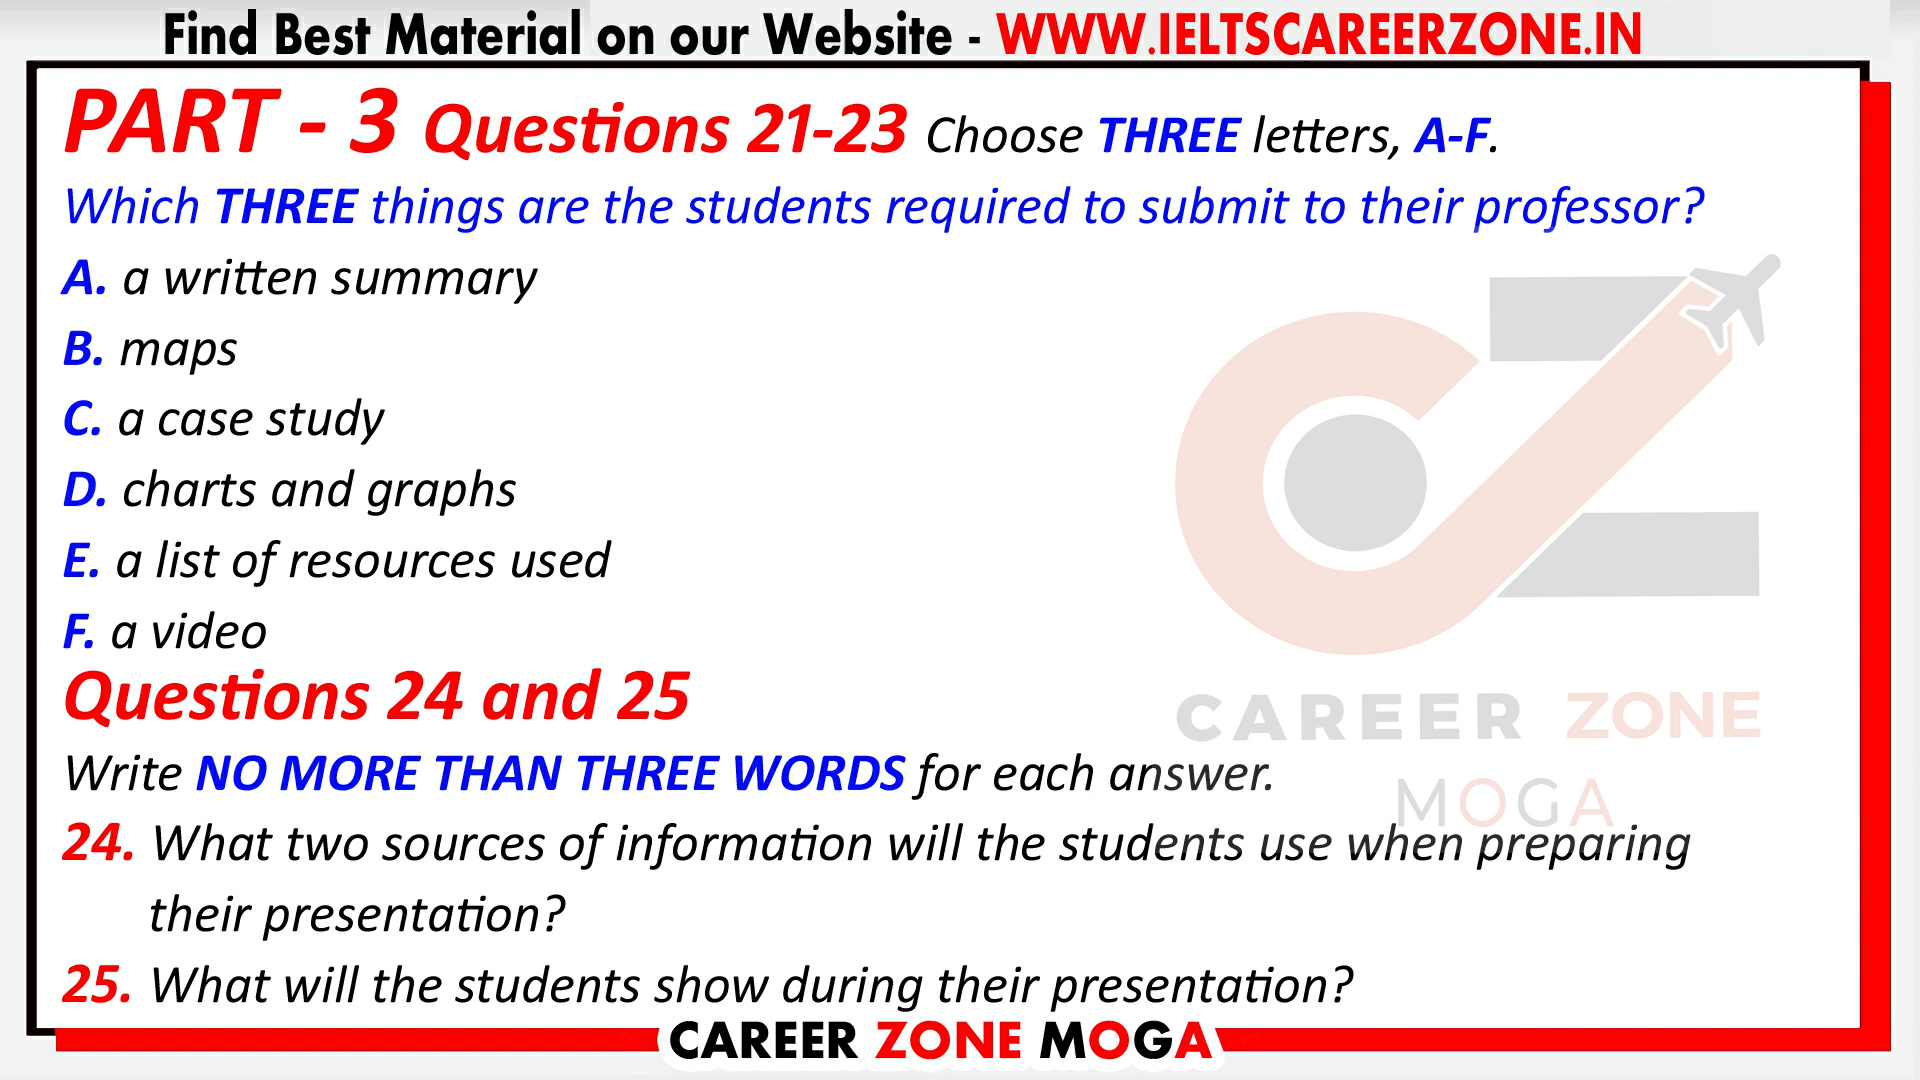 Find Best Material on our Website - WWW.IELTSCAREERZONE.IN
PART - 3 Questions 21-23 Choose THREE letters, A-F.
Which THREE things are the students required to submit to their professor?
A. a written summary
B. maps
C. a case study
D. charts and graphs
E. a list of resources used
F. a video
CAREER ZONE
MOGA
Questions 24 and 25
Write NO MORE THAN THREE WORDS for each answer.
24. What two sources of information will the students use when preparing
their presentation?
25. What will the students show during their presentation?
CAREER ZONE MOGA